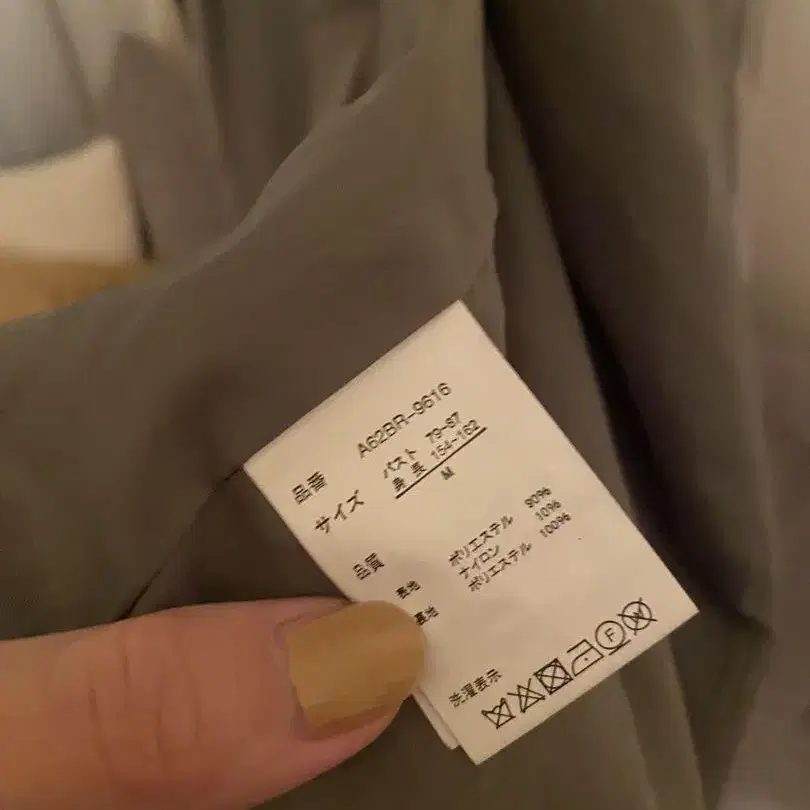 品番 A62BR-9616
サイズ バスト 79-87
身長 154-162
M
品質
表地 ポリエステル 90%
ナイロン 10%
裏地 ポリエステル 100%
洗濯表示
F
W